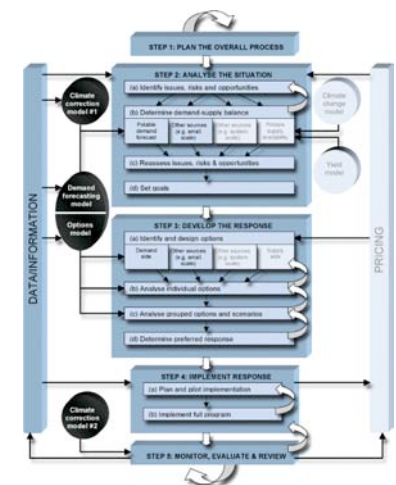 STEP 1: PLAN THE OVERALL PROCESS
STEP 2: ANALYSE THE SITUATION
(a) Identify issues, risks and opportunities
(b) Determine demand-supply balance
Potable
demand
forecast
Other sources
(e.g. small
scale)
Other sources
(e.g. system
scale)
Potable
supply
availability
(c) Reassess issues, risks & opportunities
(d) Set goals
Climate
correction
model #1
Climate
change
model
Yield
model
Demand
forecasting
model
Options
model
DATA/INFORMATION
PRICING
STEP 3: DEVELOP THE RESPONSE
(a) Identify and design options
Demand
side
Other sources
(e.g. small
scale)
Other sources
(e.g. system
scale)
Supply
side
(b) Analyse individual options
(c) Analyse grouped options and scenarios
(d) Determine preferred response
STEP 4: IMPLEMENT RESPONSE
(a) Plan and pilot implementation
(b) Implement full program
Climate
correction
model #2
STEP 5: MONITOR, EVALUATE & REVIEW